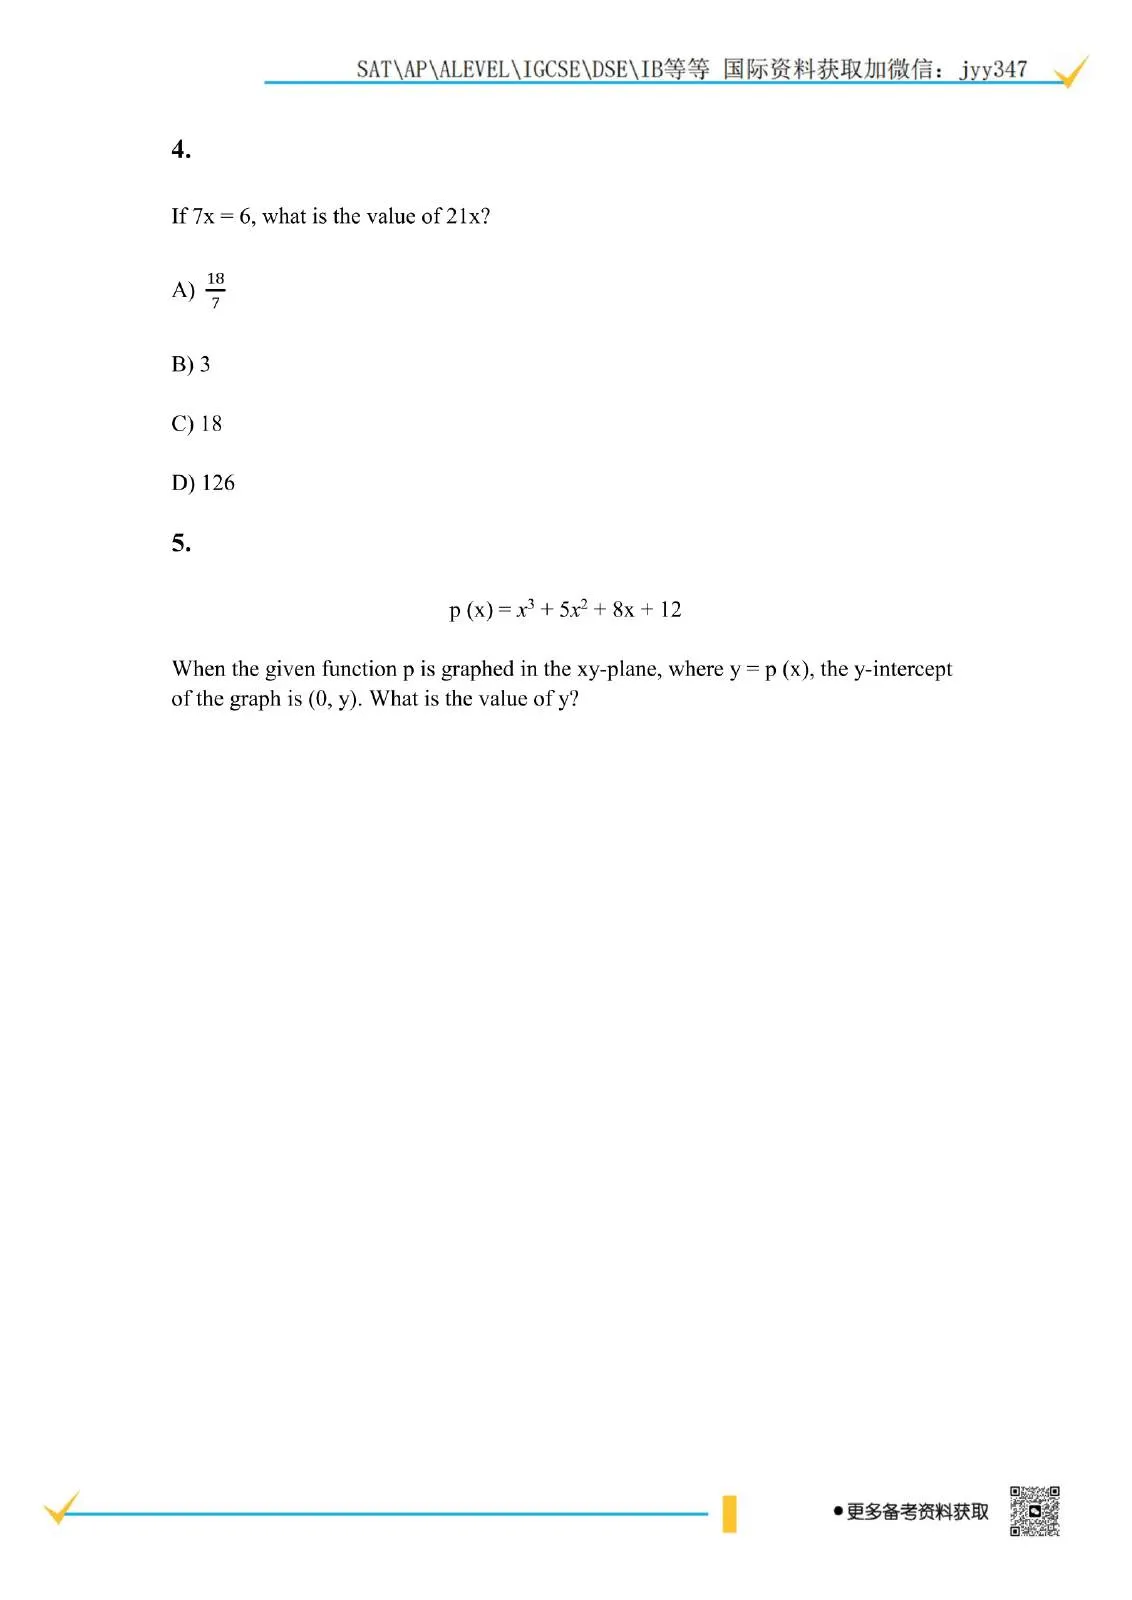 SAT\AP\ALEVEL\IGCSE\DSE\IB等等 国际资料获取加微信：jyy347
4.
If 7x = 6, what is the value of 21x?
A) 18/7
B) 3
C) 18
D) 126
5.
p (x) = x³ + 5x² + 8x + 12
When the given function p is graphed in the xy-plane, where y = p (x), the y-intercept
of the graph is (0, y). What is the value of y?
●更多备考资料获取